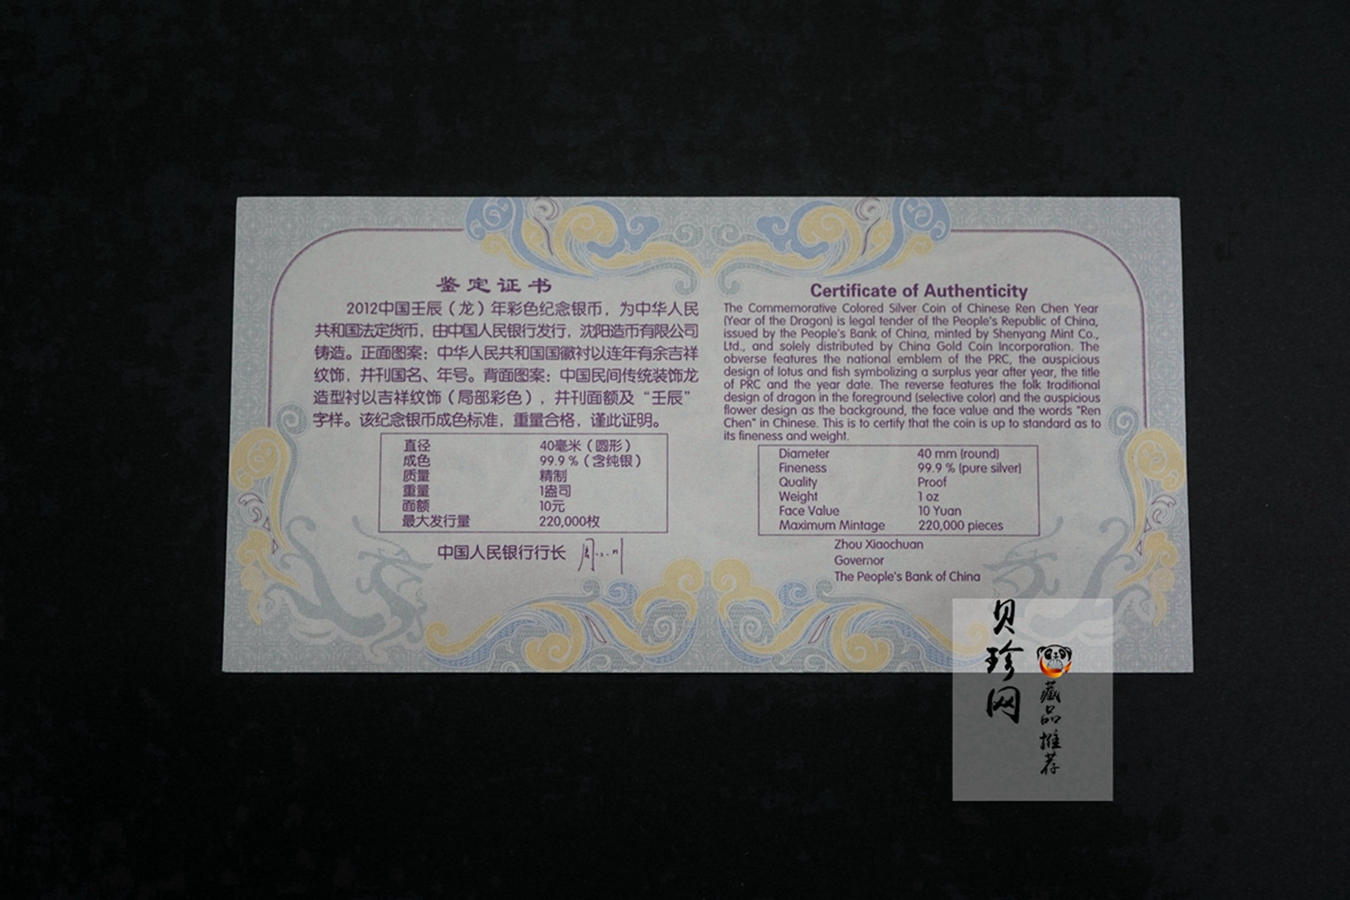 鉴定证书
2012中国壬辰（龙）年彩色纪念银币，为中华人民
共和国法定货币，由中国人民银行发行，沈阳造币有限公司
铸造。正面图案：中华人民共和国国徽衬以连年有余吉祥
纹饰，并刊国名、年号。背面图案：中国民间传统装饰龙
造型衬以吉祥纹饰（局部彩色），并刊面额及“壬辰”
字样。该纪念银币成色标准，重量合格，谨此证明。
直径 40毫米（圆形）
成色 99.9％（含纯银）
质量 精制
重量 1盎司
面额 10元
最大发行量 220,000枚
中国人民银行行长
Certificate of Authenticity
The Commemorative Colored Silver Coin of Chinese Ren Chen Year
(Year of the Dragon) is legal tender of the People's Republic of China,
issued by the People's Bank of China, minted by Shenyang Mint Co.,
Ltd., and solely distributed by China Gold Coin Incorporation. The
obverse features the national emblem of the PRC, the auspicious
design of lotus and fish symbolizing a surplus year after year, the title
of PRC and the year date. The reverse features the folk traditional
design of dragon in the foreground (selective color) and the auspicious
flower design as the background, the face value and the words "Ren
Chen" in Chinese. This is to certify that the coin is up to standard as to
its fineness and weight.
Diameter 40 mm (round)
Fineness 99.9 % (pure silver)
Quality Proof
Weight 1 oz
Face Value 10 Yuan
Maximum Mintage 220,000 pieces
Zhou Xiaochuan
Governor
The People's Bank of China
贝珍网
藏品推荐